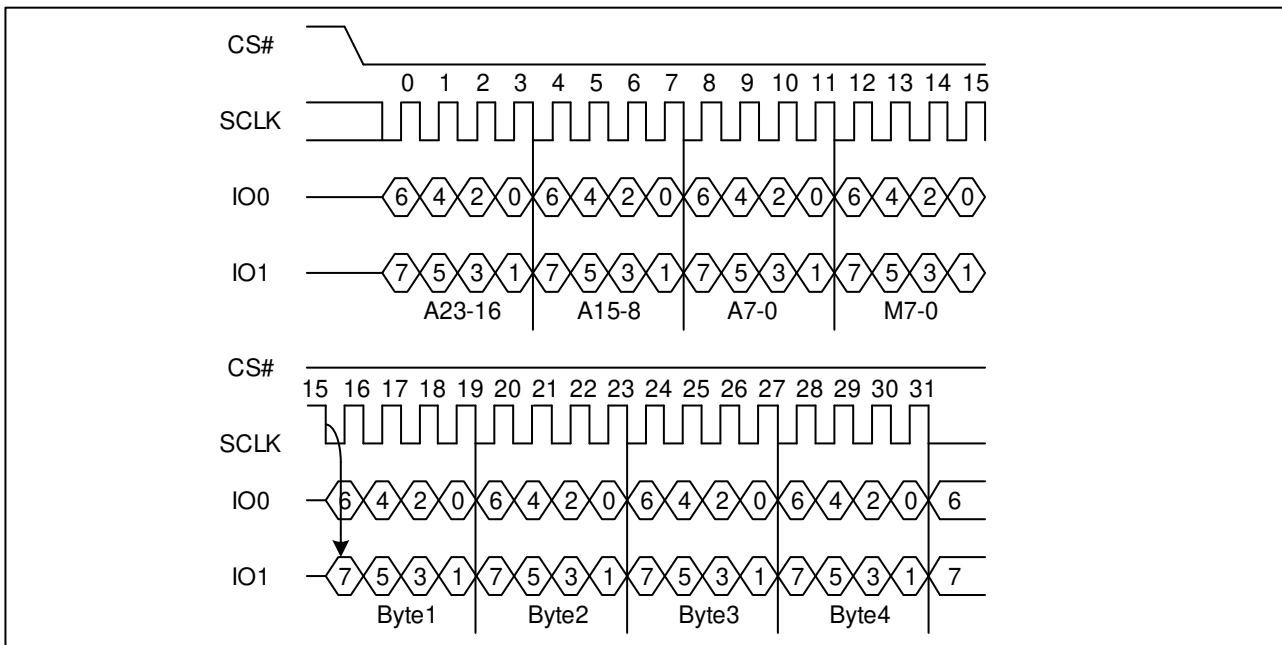 CS#
0 1 2 3 4 5 6 7 8 9 10 11 12 13 14 15
SCLK
IO0 6 4 2 0 6 4 2 0 6 4 2 0 6 4 2 0
IO1 7 5 3 1 7 5 3 1 7 5 3 1 7 5 3 1
A23-16 A15-8 A7-0 M7-0
CS#
15 16 17 18 19 20 21 22 23 24 25 26 27 28 29 30 31
SCLK
IO0 6 4 2 0 6 4 2 0 6 4 2 0 6 4 2 0 6
IO1 7 5 3 1 7 5 3 1 7 5 3 1 7 5 3 1 7
Byte1 Byte2 Byte3 Byte4